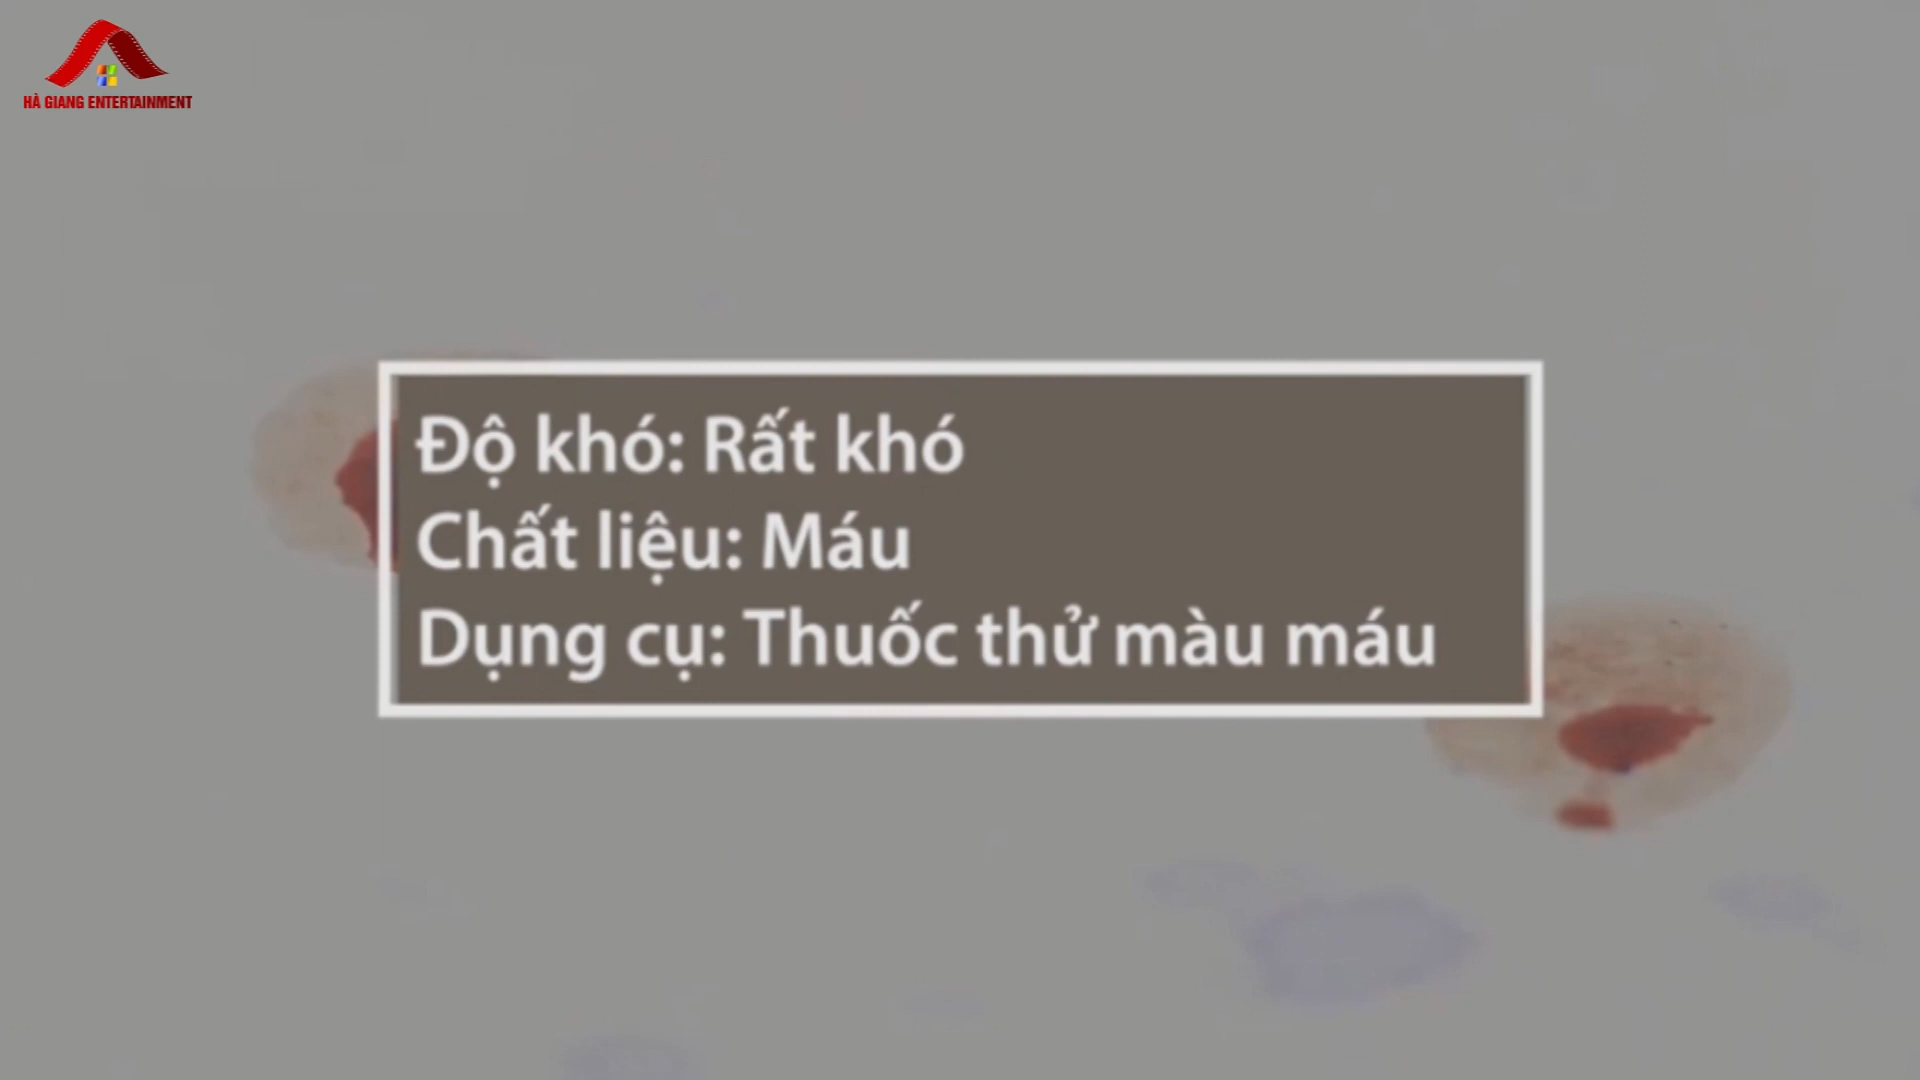 HÀ GIANG ENTERTAINMENT
Độ khó: Rất khó
Chất liệu: Máu
Dụng cụ: Thuốc thử màu máu